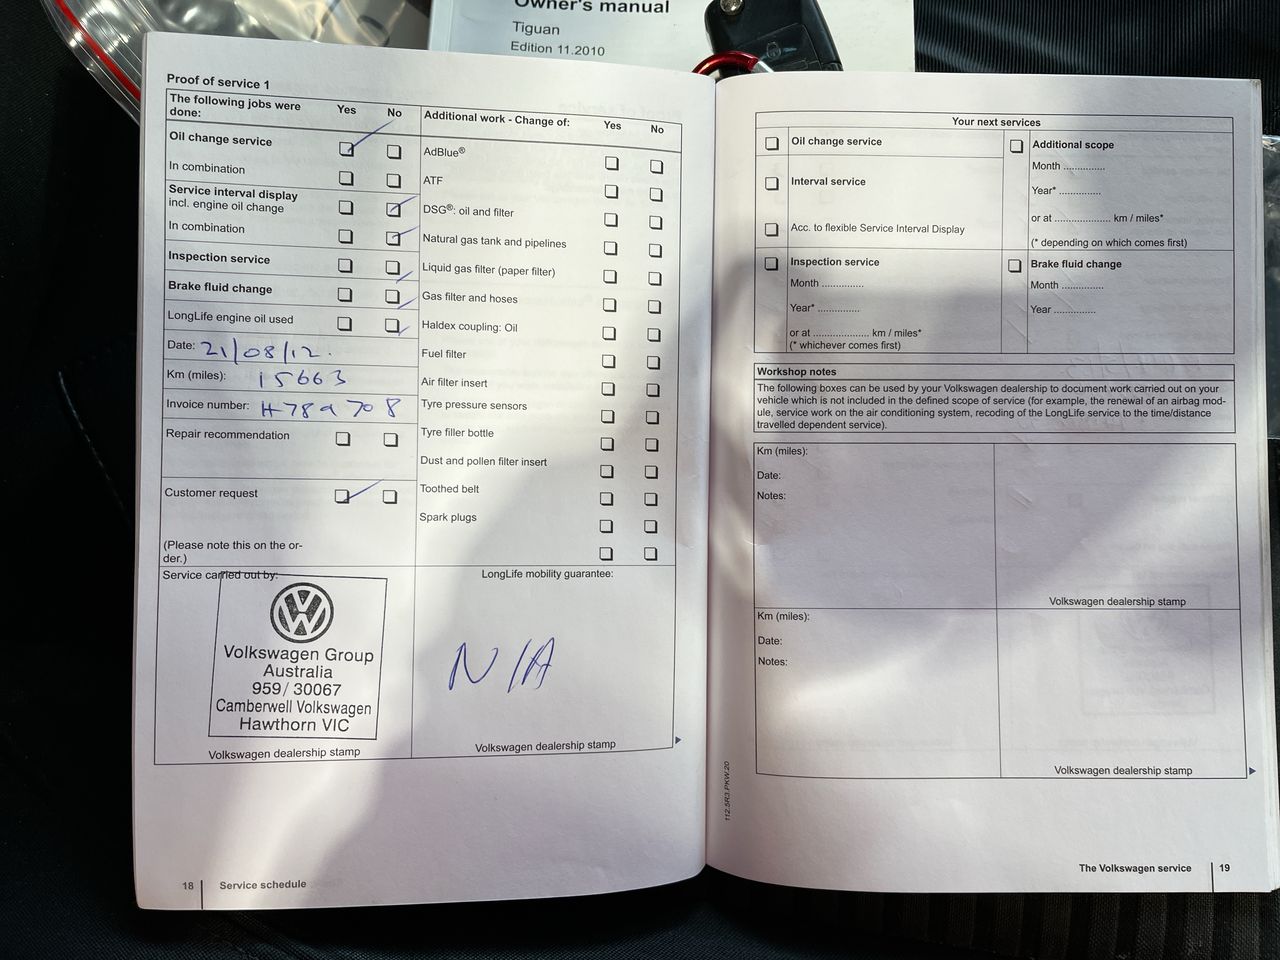 Owner's manual
Tiguan
Edition 11.2010
Proof of service 1
The following jobs were done: Yes No
Oil change service
In combination
Service interval display
incl. engine oil change
In combination
Inspection service
Brake fluid change
LongLife engine oil used
Date: 21/08/12.
Km (miles): 15663
Invoice number: H789708
Repair recommendation
Customer request
(Please note this on the or-
der.)
Additional work - Change of: Yes No
AdBlue®
ATF
DSG®: oil and filter
Natural gas tank and pipelines
Liquid gas filter (paper filter)
Gas filter and hoses
Haldex coupling: Oil
Fuel filter
Air filter insert
Tyre pressure sensors
Tyre filler bottle
Dust and pollen filter insert
Toothed belt
Spark plugs
Service carried out by:
VW
Volkswagen Group
Australia
959/ 30067
Camberwell Volkswagen
Hawthorn VIC
Volkswagen dealership stamp
LongLife mobility guarantee:
N/A
Volkswagen dealership stamp
18 Service schedule
Your next services
Oil change service
Interval service
Acc. to flexible Service Interval Display
Additional scope
Month ..............
Year* ..............
or at .................... km / miles*
(* depending on which comes first)
Inspection service
Month ..............
Year* ..............
or at .................... km / miles*
(* whichever comes first)
Brake fluid change
Month ..............
Year ..............
Workshop notes
The following boxes can be used by your Volkswagen dealership to document work carried out on your
vehicle which is not included in the defined scope of service (for example, the renewal of an airbag mod-
ule, service work on the air conditioning system, recoding of the LongLife service to the time/distance
travelled dependent service).
Km (miles):
Date:
Notes:
Volkswagen dealership stamp
Km (miles):
Date:
Notes:
Volkswagen dealership stamp
112.5R3.PKW.20
The Volkswagen service 19